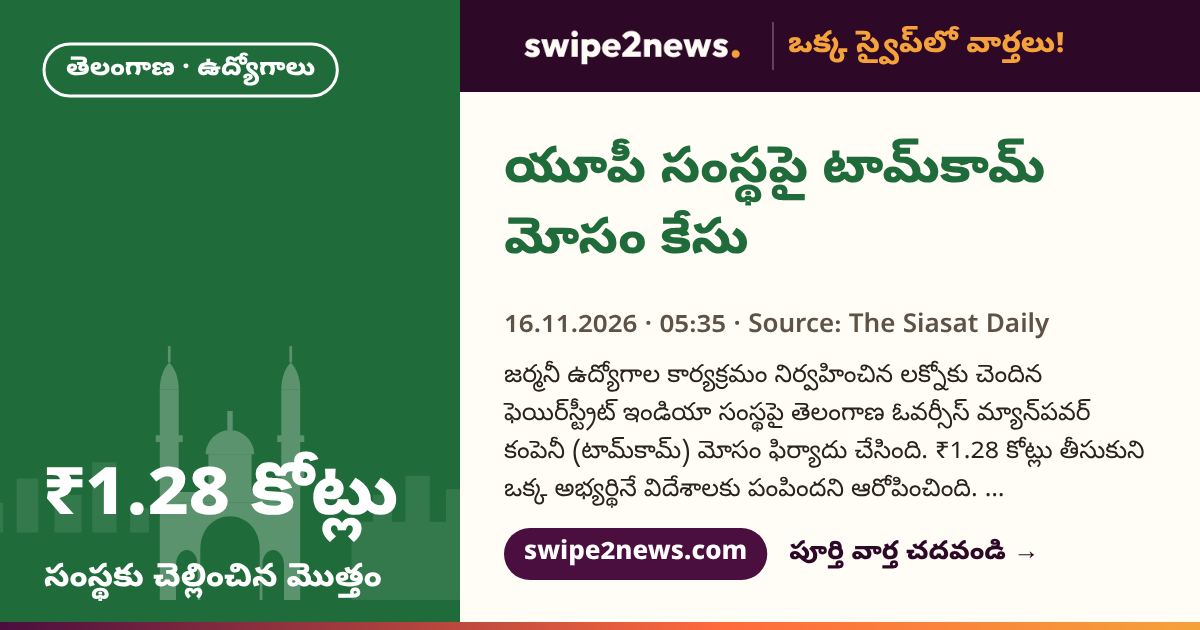 తెలంగాణ · ఉద్యోగాలు
₹1.28 కోట్లు
సంస్థకు చెల్లించిన మొత్తం
swipe2news. ఒక్క స్వైప్‌లో వార్తలు!
యూపీ సంస్థపై టామ్‌కామ్
మోసం కేసు
16.11.2026 · 05:35 · Source: The Siasat Daily
జర్మనీ ఉద్యోగాల కార్యక్రమం నిర్వహించిన లక్నోకు చెందిన
ఫెయిర్‌స్ట్రీట్ ఇండియా సంస్థపై తెలంగాణ ఓవర్సీస్ మ్యాన్‌పవర్
కంపెనీ (టామ్‌కామ్) మోసం ఫిర్యాదు చేసింది. ₹1.28 కోట్లు తీసుకుని
ఒక్క అభ్యర్థినే విదేశాలకు పంపిందని ఆరోపించింది. ...
swipe2news.com పూర్తి వార్త చదవండి →